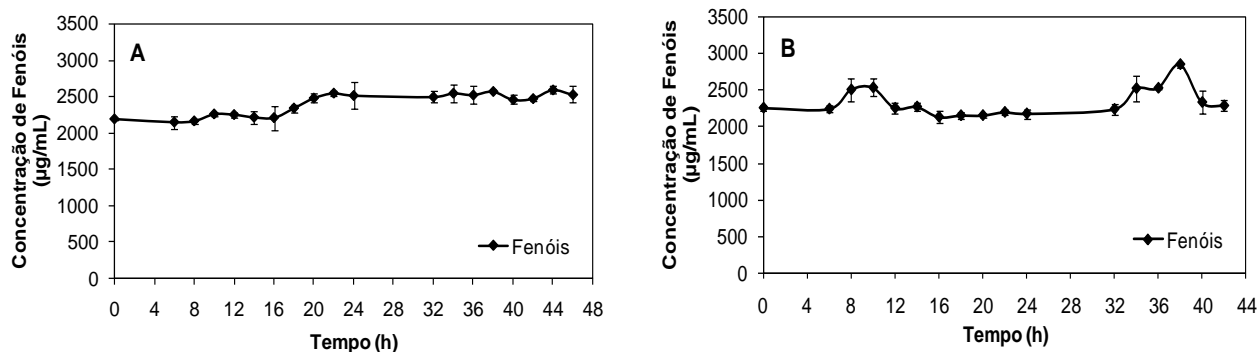 Concentração de Fenóis
(µg/mL)
3500
3000
2500
2000
1500
1000
500
0
A
Fenóis
0 4 8 12 16 20 24 28 32 36 40 44 48
Tempo (h)
Concentração de Fenóis
(µg/mL)
3500
3000
2500
2000
1500
1000
500
0
B
Fenóis
0 4 8 12 16 20 24 28 32 36 40 44
Tempo (h)